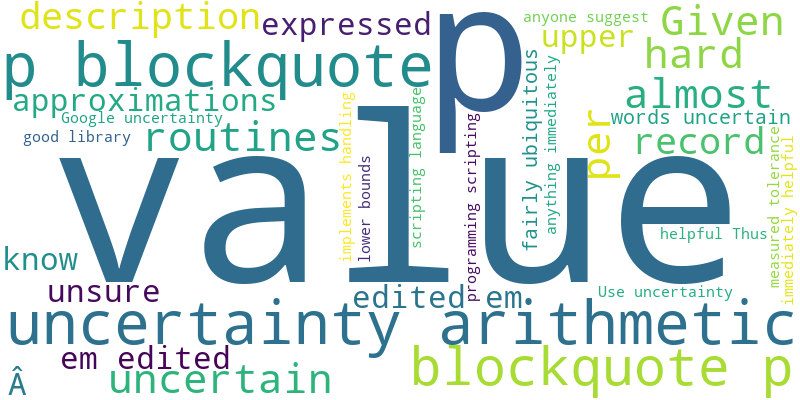 description
expressed
p
anyone suggest
upper
Given
hard
p blockquote
approximations
Google uncertainty
good library
routines
almost
words uncertain
record
per
value
implements handling
lower bounds
scripting language
programming scripting
fairly ubiquitous
anything immediately
measured tolerance
immediately helpful
helpful Thus
know
unsure
edited em
Use uncertainty
uncertainty arithmetic
em edited
uncertain
blockquote p
Â